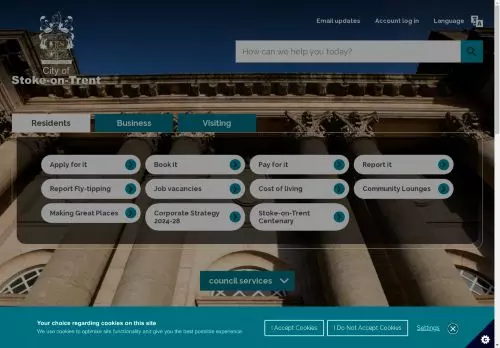 Email updates Account log in Language
City of
Stoke-on-Trent
How can we help you today?
Residents Business Visiting
Apply for it Book it Pay for it Report it
Report Fly-tipping Job vacancies Cost of living Community Lounges
Making Great Places Corporate Strategy 2024-28 Stoke-on-Trent Centenary
council services
Your choice regarding cookies on this site
We use cookies to optimise site functionality and give you the best possible experience.
I Accept Cookies I Do Not Accept Cookies Settings